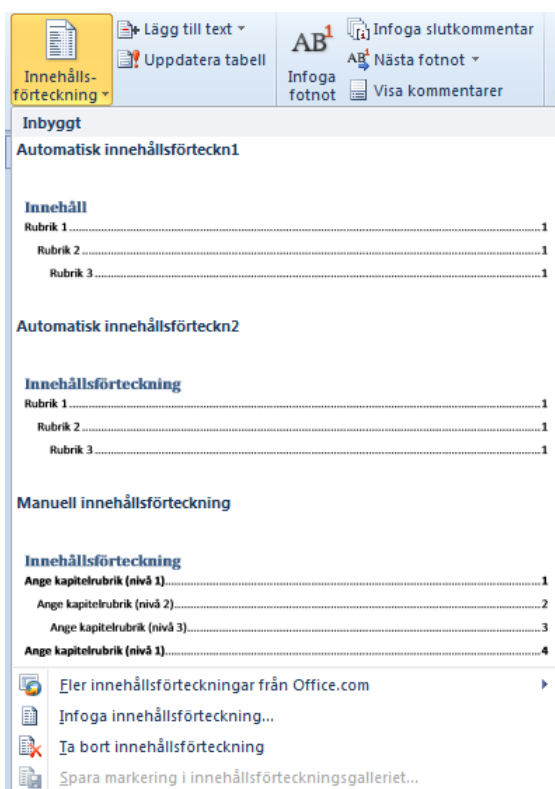 Innehålls-
förteckning
Lägg till text
Uppdatera tabell
AB1
Infoga
fotnot
Infoga slutkommentar
Nästa fotnot
Visa kommentarer
Inbyggt
Automatisk innehållsförteckn1
Innehåll
Rubrik 1....................1
Rubrik 2....................1
Rubrik 3....................1
Automatisk innehållsförteckn2
Innehållsförteckning
Rubrik 1....................1
Rubrik 2....................1
Rubrik 3....................1
Manuell innehållsförteckning
Innehållsförteckning
Ange kapitelrubrik (nivå 1)....................1
Ange kapitelrubrik (nivå 2)....................2
Ange kapitelrubrik (nivå 3)....................3
Ange kapitelrubrik (nivå 1)....................4
Fler innehållsförteckningar från Office.com
Infoga innehållsförteckning...
Ta bort innehållsförteckning
Spara markering i innehållsförteckningsgalleriet...